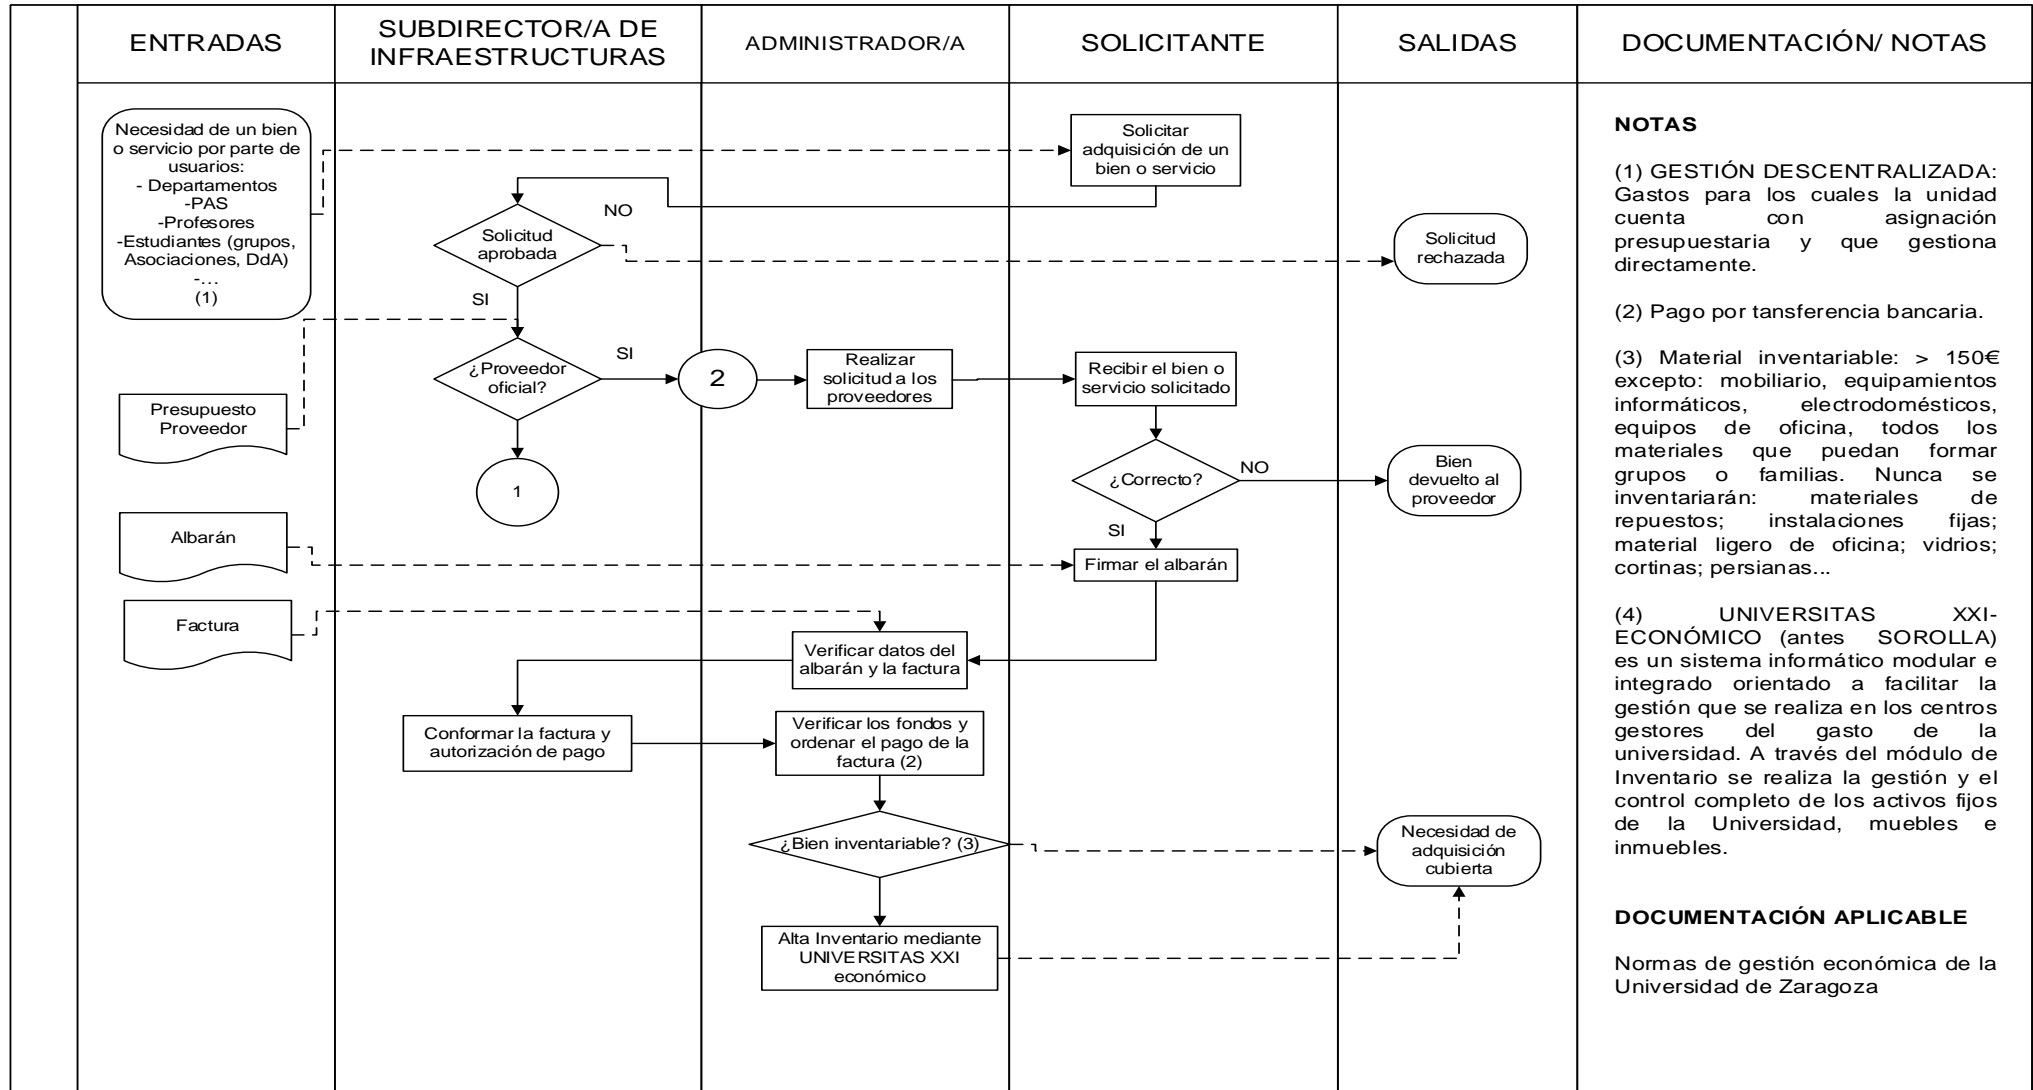 ENTRADAS
SUBDIRECTOR/A DE
INFRAESTRUCTURAS
ADMINISTRADOR/A
SOLICITANTE
SALIDAS
DOCUMENTACIÓN/ NOTAS
Necesidad de un bien
o servicio por parte de
usuarios:
- Departamentos
-PAS
-Profesores
-Estudiantes (grupos,
Asociaciones, DdA)
-...
(1)
Solicitar
adquisición de un
bien o servicio
Solicitud
aprobada
NO
SI
Solicitud
rechazada
Presupuesto
Proveedor
¿Proveedor
oficial?
SI
2
Realizar
solicitud a los
proveedores
Recibir el bien o
servicio solicitado
1
¿Correcto?
NO
SI
Bien
devuelto al
proveedor
Albarán
Firmar el albarán
Factura
Verificar datos del
albarán y la factura
Conformar la factura y
autorización de pago
Verificar los fondos y
ordenar el pago de la
factura (2)
¿Bien inventariable? (3)
Necesidad de
adquisición
cubierta
Alta Inventario mediante
UNIVERSITAS XXI
económico
NOTAS
(1) GESTIÓN DESCENTRALIZADA:
Gastos para los cuales la unidad
cuenta con asignación
presupuestaria y que gestiona
directamente.
(2) Pago por tansferencia bancaria.
(3) Material inventariable: > 150€
excepto: mobiliario, equipamientos
informáticos, electrodomésticos,
equipos de oficina, todos los
materiales que puedan formar
grupos o familias. Nunca se
inventariarán: materiales de
repuestos; instalaciones fijas;
material ligero de oficina; vidrios;
cortinas; persianas...
(4) UNIVERSITAS XXI-
ECONÓMICO (antes SOROLLA)
es un sistema informático modular e
integrado orientado a facilitar la
gestión que se realiza en los centros
gestores del gasto de la
universidad. A través del módulo de
Inventario se realiza la gestión y el
control completo de los activos fijos
de la Universidad, muebles e
inmuebles.
DOCUMENTACIÓN APLICABLE
Normas de gestión económica de la
Universidad de Zaragoza